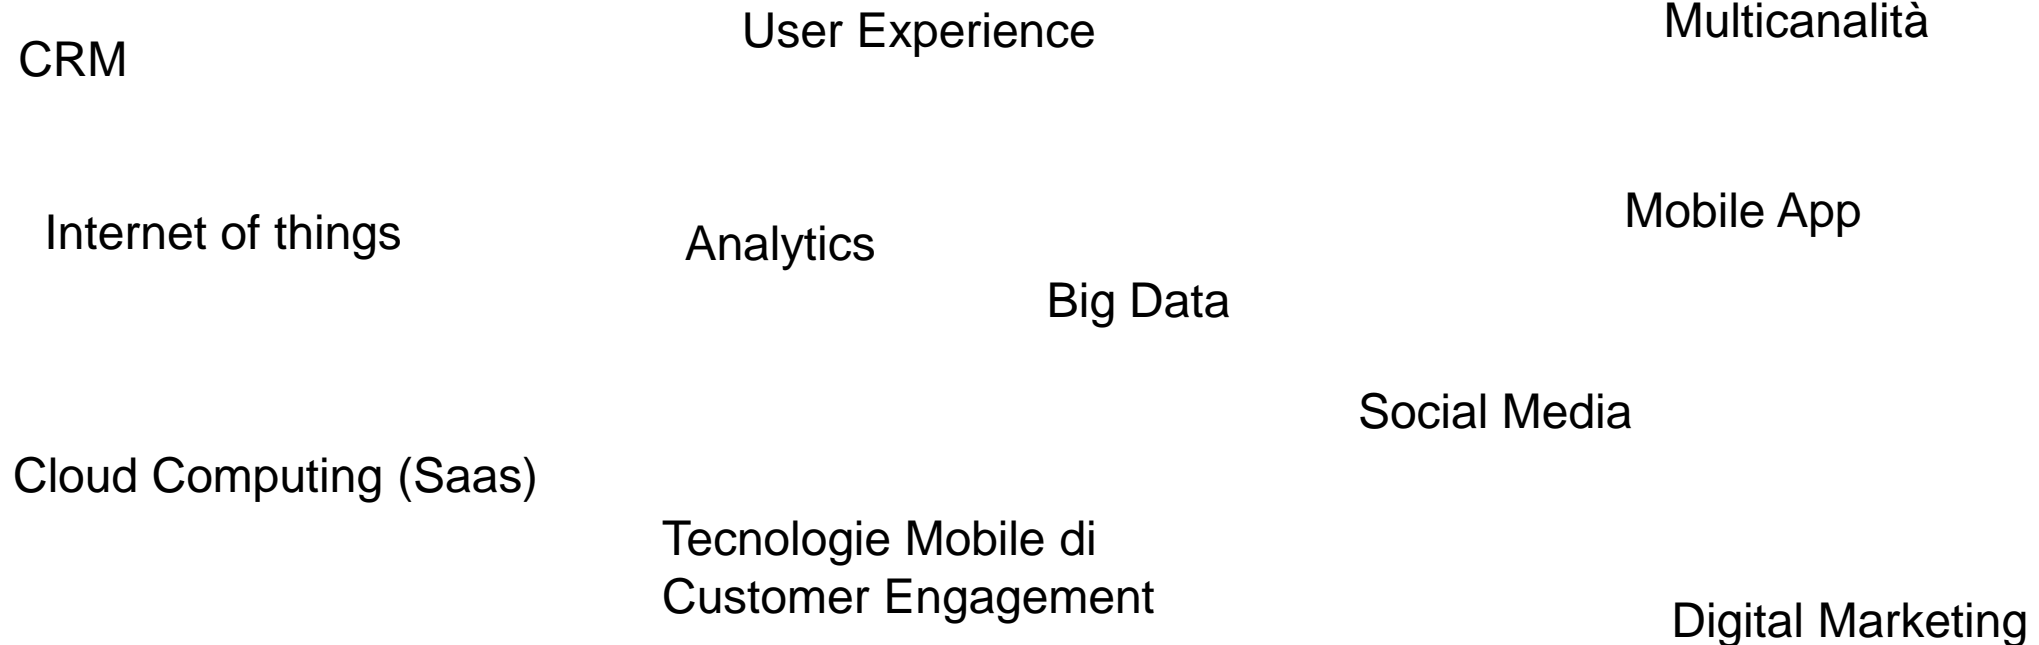 CRM
User Experience
Multicanalità
Internet of things
Analytics
Mobile App
Big Data
Social Media
Cloud Computing (Saas)
Tecnologie Mobile di
Customer Engagement
Digital Marketing